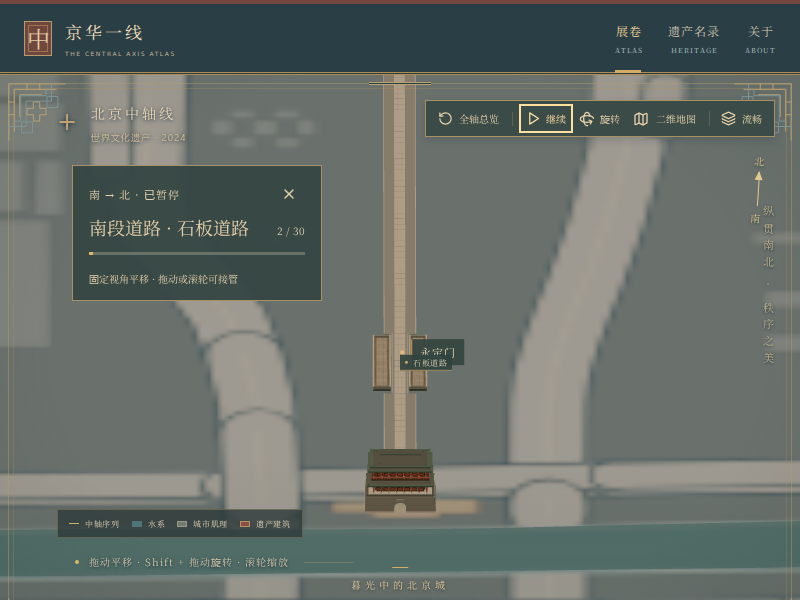 中 京华一线
THE CENTRAL AXIS ATLAS
展卷 遗产名录 关于
ATLAS HERITAGE ABOUT
北京中轴线
世界文化遗产 · 2024
全轴总览 继续 旋转 二维地图 流畅
南 → 北 · 已暂停
南段道路 · 石板道路 2 / 30
固定视角平移 · 拖动或滚轮可接管
北
南
纵贯南北 · 秩序之美
永定门
石板道路
中轴序列 水系 城市肌理 遗产建筑
拖动平移 · Shift + 拖动旋转 · 滚轮缩放
暮光中的北京城